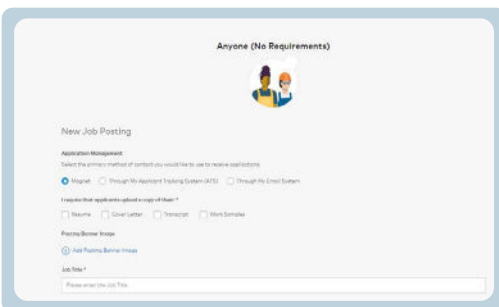 Anyone (No Requirements)
New Job Posting
Application Management
Select the primary method of contact you would like to use to receive applications.
Magnet Through My Applicant Tracking System (ATS) Through My Email System
I require that applicants upload a copy of their: *
Resume Cover Letter Transcript Work Samples
Posting Banner Image
Add Posting Banner Image
Job Title *
Please enter the Job Title.